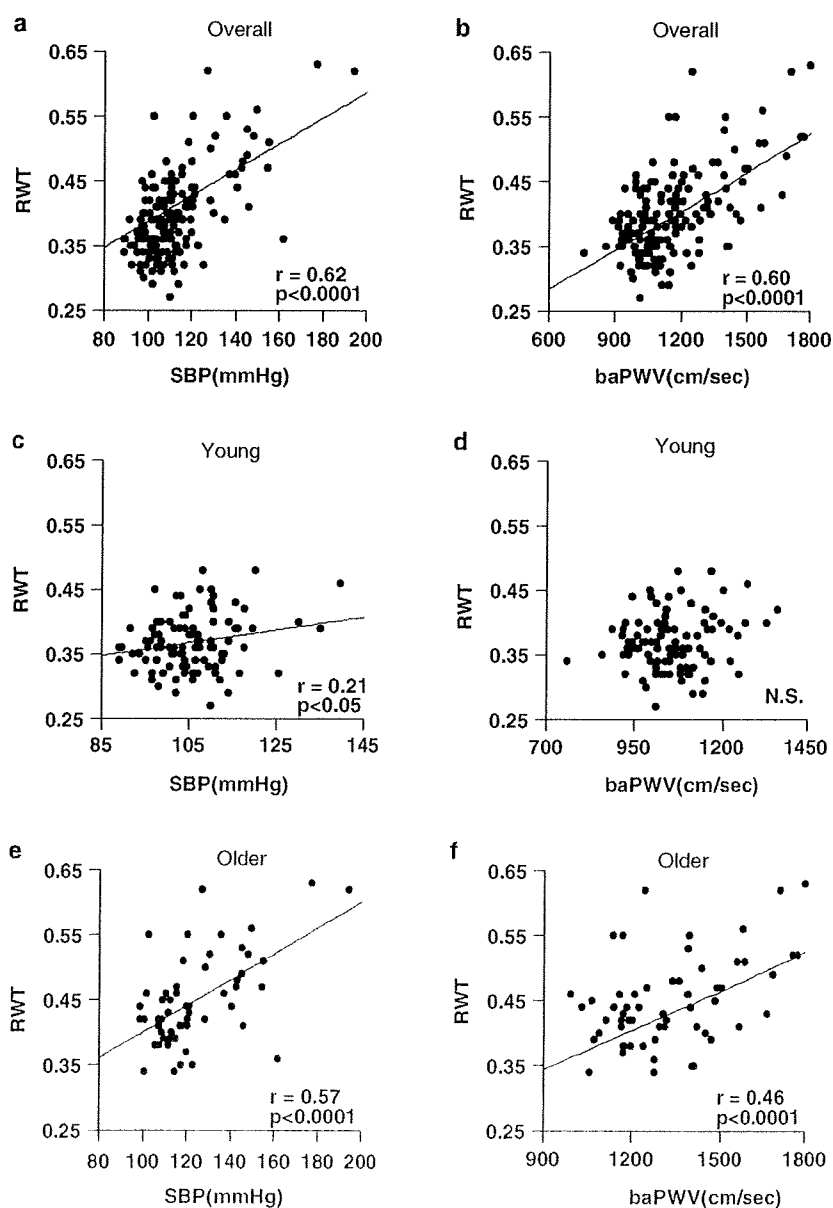 a Overall
0.65
0.55
0.45
0.35
0.25
RWT
r = 0.62
p<0.0001
80 100 120 140 160 180 200
SBP(mmHg)
b Overall
0.65
0.55
0.45
0.35
0.25
RWT
r = 0.60
p<0.0001
600 900 1200 1500 1800
baPWV(cm/sec)
c Young
0.65
0.55
0.45
0.35
0.25
RWT
r = 0.21
p<0.05
85 105 125 145
SBP(mmHg)
d Young
0.65
0.55
0.45
0.35
0.25
RWT
N.S.
700 950 1200 1450
baPWV(cm/sec)
e Older
0.65
0.55
0.45
0.35
0.25
RWT
r = 0.57
p<0.0001
80 100 120 140 160 180 200
SBP(mmHg)
f Older
0.65
0.55
0.45
0.35
0.25
RWT
r = 0.46
p<0.0001
900 1200 1500 1800
baPWV(cm/sec)